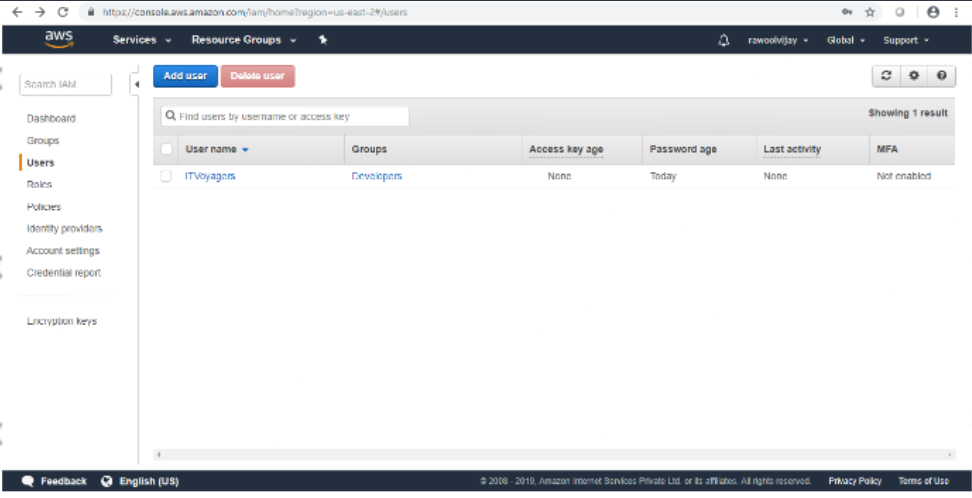 https://console.aws.amazon.com/iam/home?region=us-east-2#/users
aws Services Resource Groups rawoolvijay Global Support
Search IAM
Dashboard
Groups
Users
Roles
Policies
Identity providers
Account settings
Credential report
Encryption keys
Add user Delete user
Find users by username or access key Showing 1 result
User name Groups Access key age Password age Last activity MFA
ITVoyagers Developers None Today None Not enabled
Feedback English (US) © 2008 - 2019, Amazon Internet Services Private Ltd. or its affiliates. All rights reserved. Privacy Policy Terms of Use